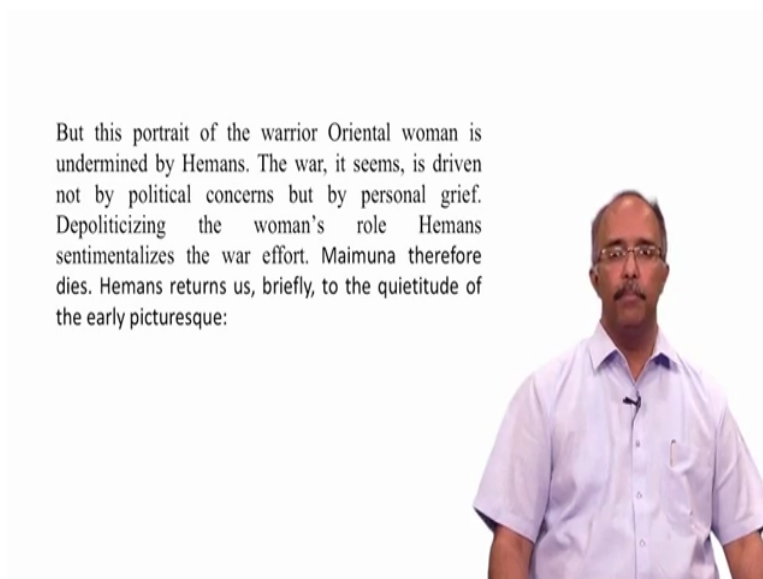 But this portrait of the warrior Oriental woman is
undermined by Hemans. The war, it seems, is driven
not by political concerns but by personal grief.
Depoliticizing the woman's role Hemans
sentimentalizes the war effort. Maimuna therefore
dies. Hemans returns us, briefly, to the quietitude of
the early picturesque: